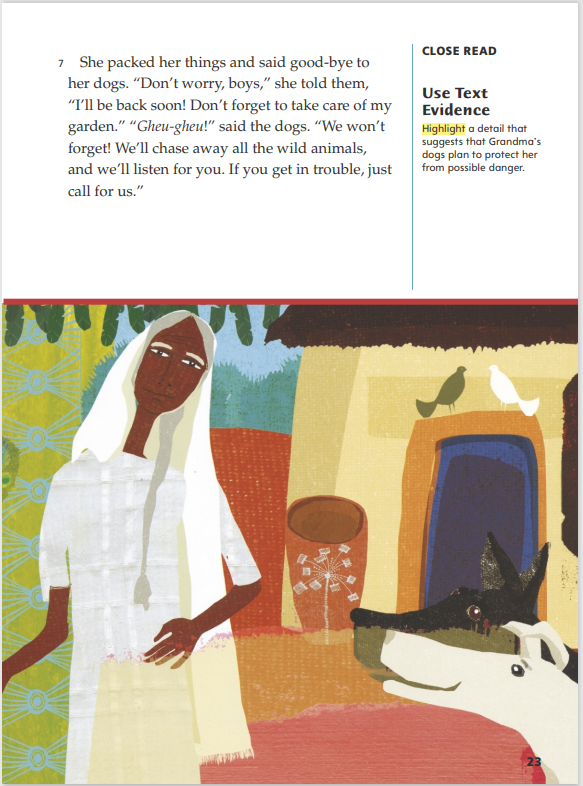 7 She packed her things and said good-bye to
her dogs. “Don’t worry, boys,” she told them,
“I’ll be back soon! Don’t forget to take care of my
garden.” “Gheu-gheu!” said the dogs. “We won’t
forget! We’ll chase away all the wild animals,
and we’ll listen for you. If you get in trouble, just
call for us.”
CLOSE READ
Use Text
Evidence
Highlight a detail that
suggests that Grandma’s
dogs plan to protect her
from possible danger.
23